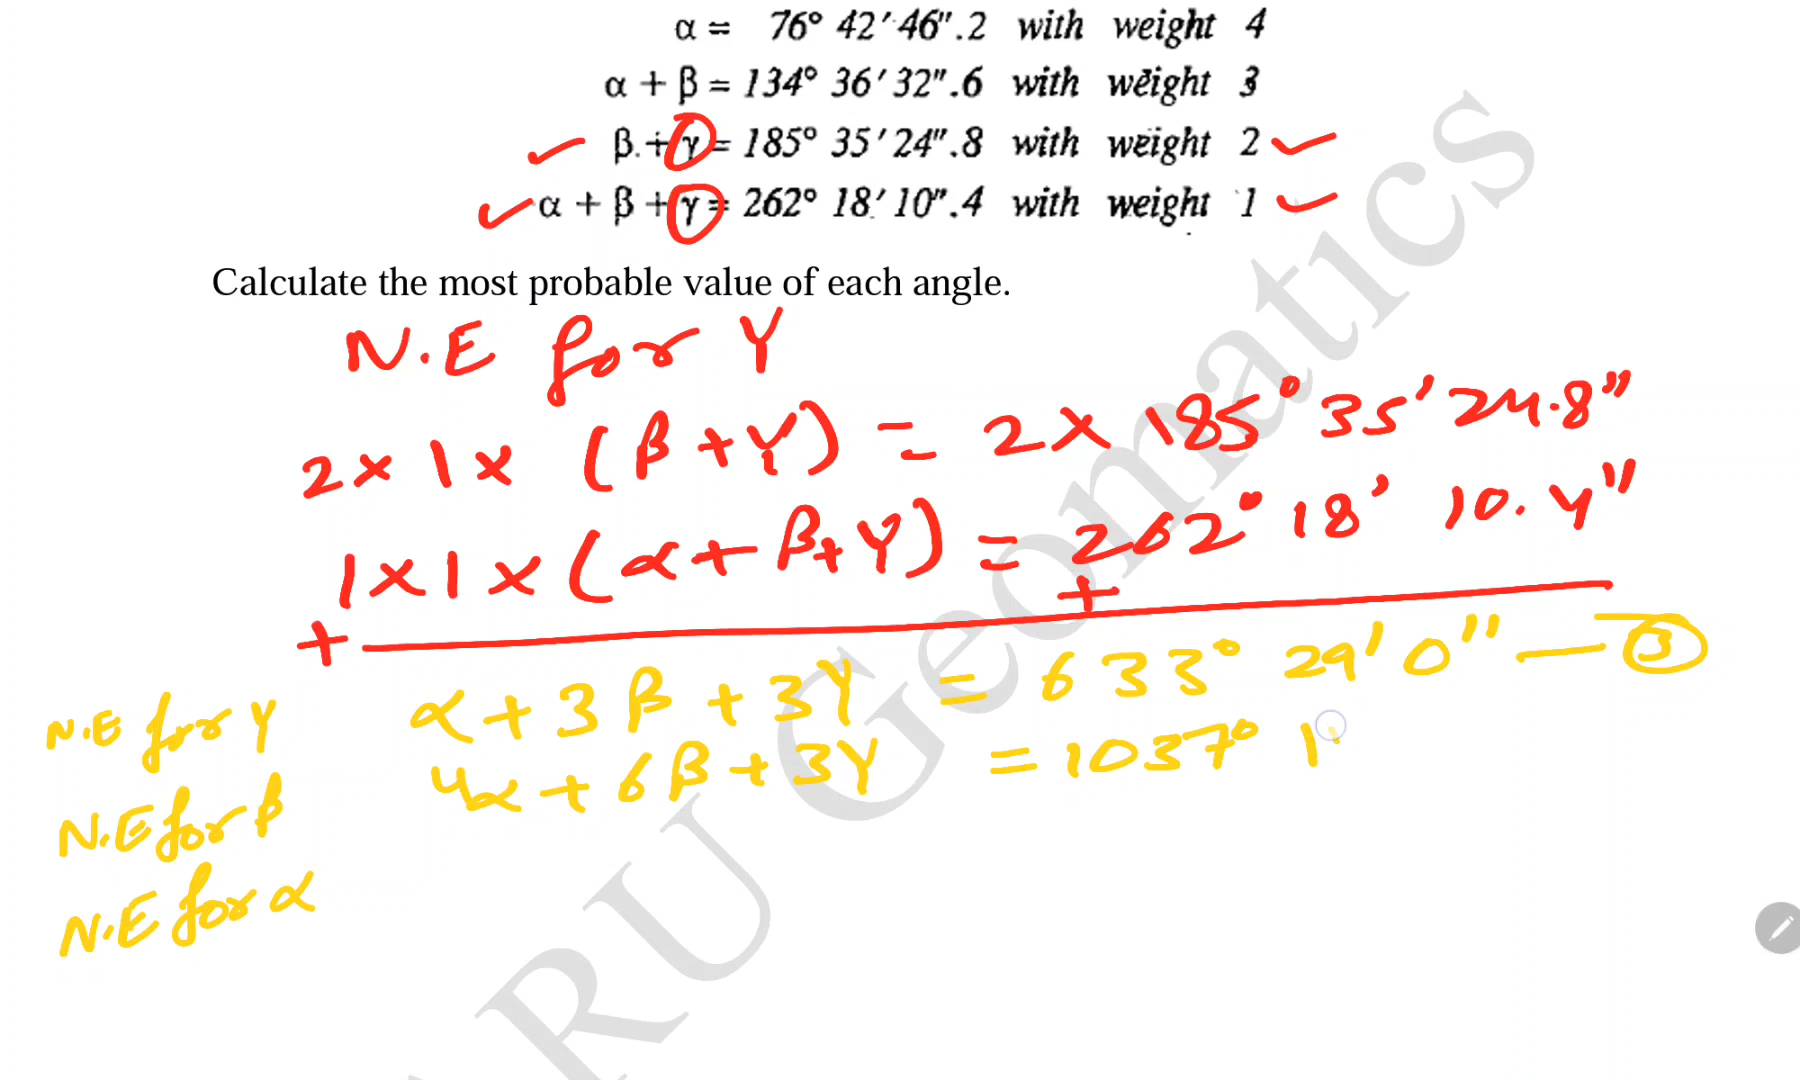 α = 76° 42′ 46″.2 with weight 4
α + β = 134° 36′ 32″.6 with weight 3
β + γ = 185° 35′ 24″.8 with weight 2
α + β + γ = 262° 18′ 10″.4 with weight 1
Calculate the most probable value of each angle.
N.E for γ
2 × 1 × (β + γ) = 2 × 185° 35′ 24.8″
1 × 1 × (α + β + γ) = 262° 18′ 10.4″
+ +
α + 3β + 3γ = 633° 29′ 0″ — ③
N.E for γ
4α + 6β + 3γ = 1037° 1
N.E for β
N.E for α
RU Geomatics